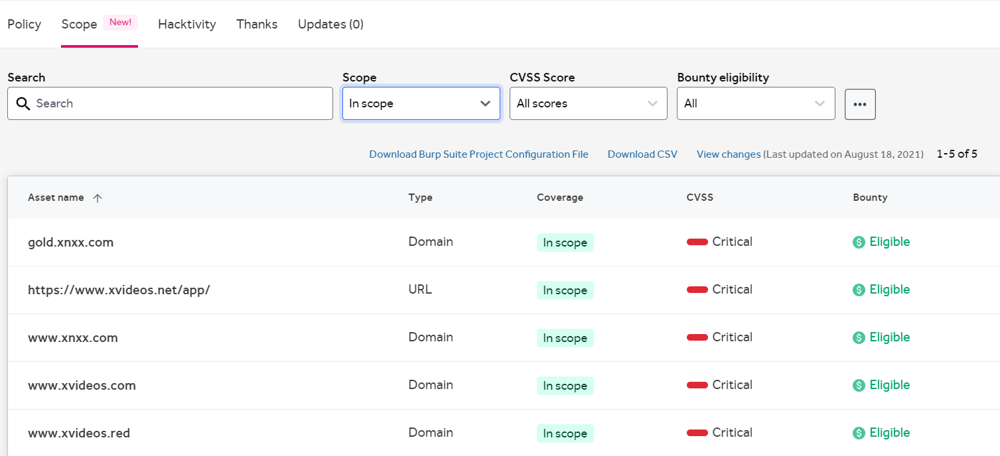 Policy Scope New! Hacktivity Thanks Updates (0)
Search Scope CVSS Score Bounty eligibility
Search In scope All scores All
Download Burp Suite Project Configuration File Download CSV View changes (Last updated on August 18, 2021) 1-5 of 5
Asset name Type Coverage CVSS Bounty
gold.xnxx.com Domain In scope Critical Eligible
https://www.xvideos.net/app/ URL In scope Critical Eligible
www.xnxx.com Domain In scope Critical Eligible
www.xvideos.com Domain In scope Critical Eligible
www.xvideos.red Domain In scope Critical Eligible